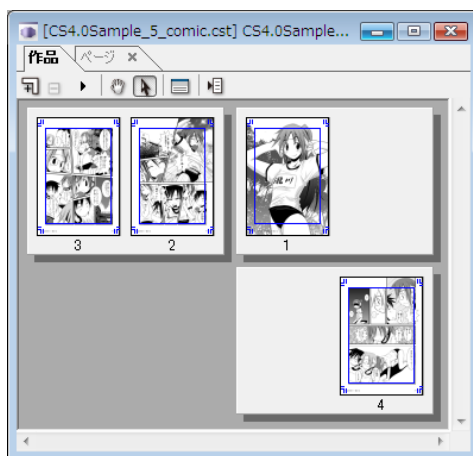 [CS4.0Sample_5_comic.cst] CS4.0Sample...
作品
ページ ×
3
2
1
4